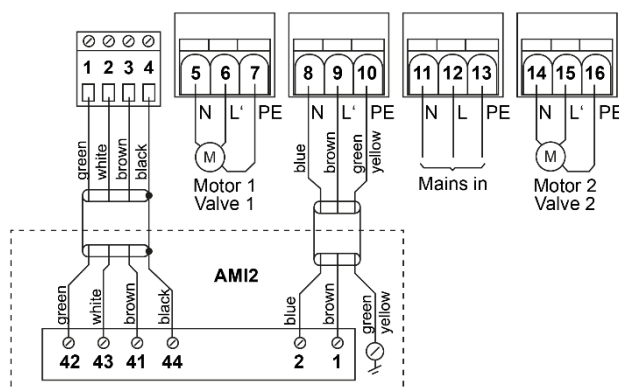 1 2 3 4
5 6 7
8 9 10
11 12 13
14 15 16
N L‘ PE
N L‘ PE
N L PE
N L‘ PE
green
white
brown
black
M
Motor 1
Valve 1
blue
brown
green
yellow
Mains in
M
Motor 2
Valve 2
AMI2
green
white
brown
black
blue
brown
green
yellow
42 43 41 44
2 1